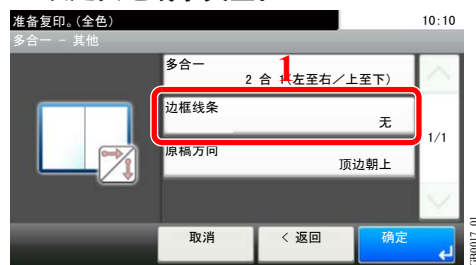 准备复印。(全色)
10:10
多合一 - 其他
多合一
2 合 1(左至右／上至下)
1
边框线条
无
1/1
原稿方向
顶边朝上
取消
< 返回
确定